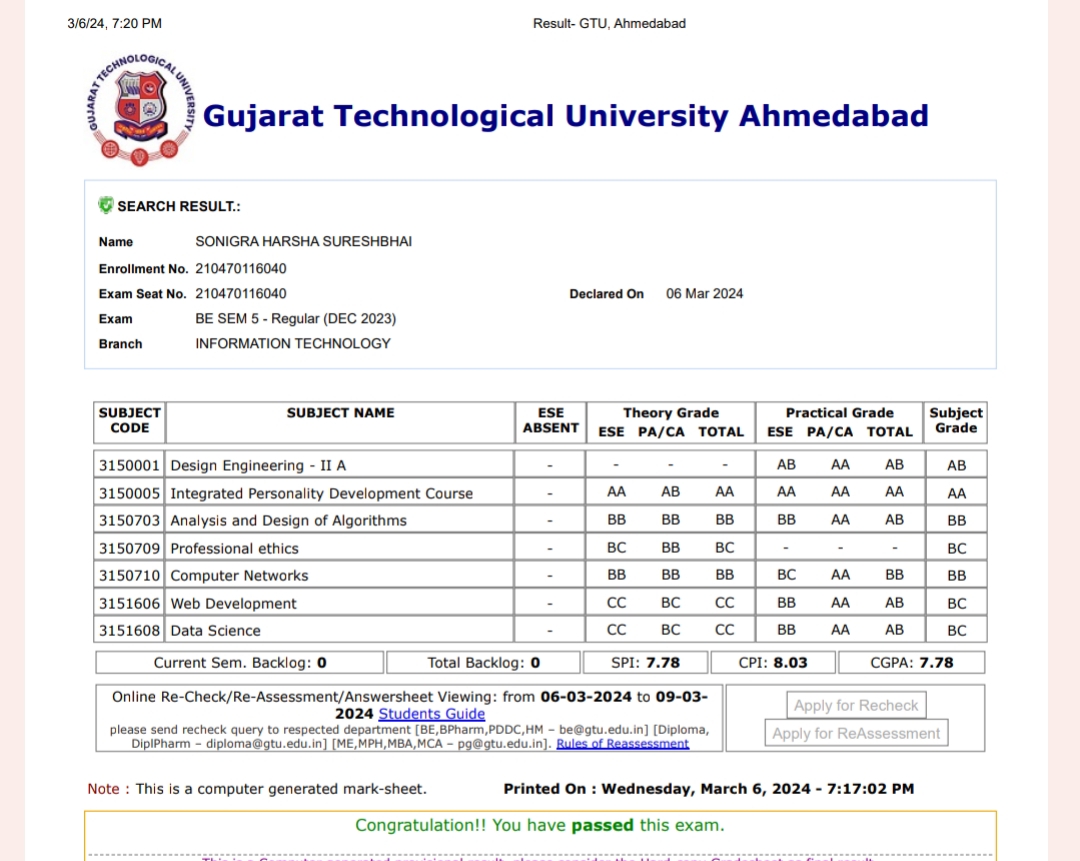 3/6/24, 7:20 PM Result- GTU, Ahmedabad
GUJARAT TECHNOLOGICAL UNIVERSITY
Gujarat Technological University Ahmedabad
SEARCH RESULT.:
Name SONIGRA HARSHA SURESHBHAI
Enrollment No. 210470116040
Exam Seat No. 210470116040 Declared On 06 Mar 2024
Exam BE SEM 5 - Regular (DEC 2023)
Branch INFORMATION TECHNOLOGY
SUBJECT CODE SUBJECT NAME ESE ABSENT Theory Grade Practical Grade Subject Grade
ESE PA/CA TOTAL ESE PA/CA TOTAL
3150001 Design Engineering - II A - - - - AB AA AB AB
3150005 Integrated Personality Development Course - AA AB AA AA AA AA AA
3150703 Analysis and Design of Algorithms - BB BB BB BB AA AB BB
3150709 Professional ethics - BC BB BC - - - BC
3150710 Computer Networks - BB BB BB BC AA BB BB
3151606 Web Development - CC BC CC BB AA AB BC
3151608 Data Science - CC BC CC BB AA AB BC
Current Sem. Backlog: 0 Total Backlog: 0 SPI: 7.78 CPI: 8.03 CGPA: 7.78
Online Re-Check/Re-Assessment/Answersheet Viewing: from 06-03-2024 to 09-03-
2024 Students Guide
please send recheck query to respected department [BE,BPharm,PDDC,HM – be@gtu.edu.in] [Diploma,
DiplPharm – diploma@gtu.edu.in] [ME,MPH,MBA,MCA – pg@gtu.edu.in]. Rules of Reassessment
Apply for Recheck
Apply for ReAssessment
Note : This is a computer generated mark-sheet. Printed On : Wednesday, March 6, 2024 - 7:17:02 PM
Congratulation!! You have passed this exam.